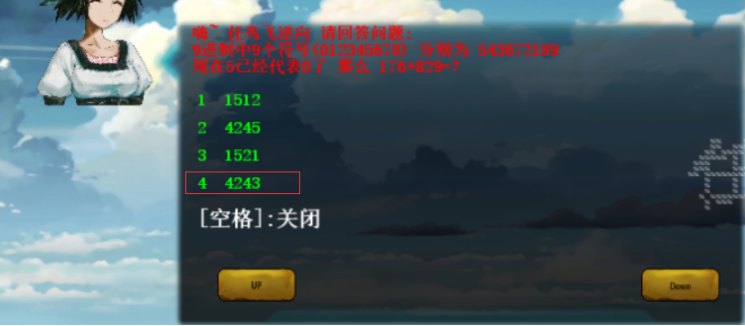 嗨~ 任鸟飞逆向 请回答问题:
9进制中9个符号(012345678) 分别为 543672189
现在5已经代表0了 那么 176+829=?
1 1512
2 4245
3 1521
4 4243
[空格]:关闭
UP
Down